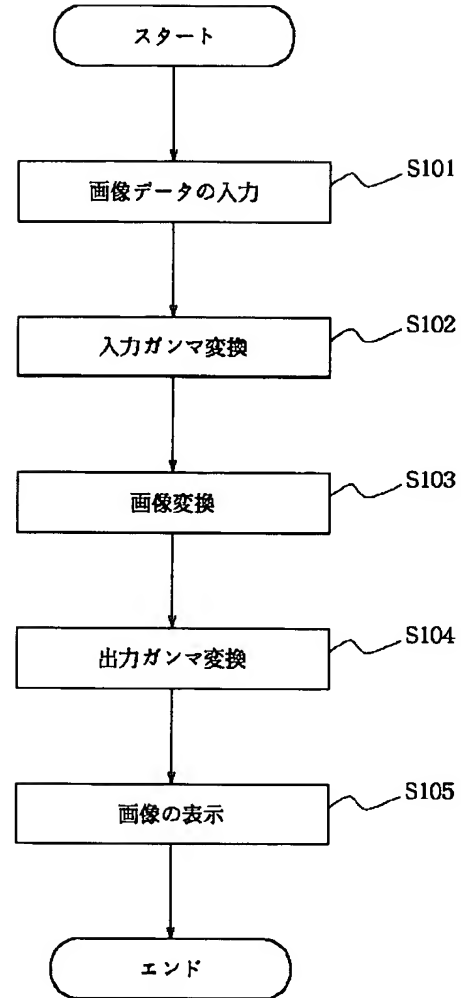 スタート
画像データの入力
S101
入力ガンマ変換
S102
画像変換
S103
出力ガンマ変換
S104
画像の表示
S105
エンド